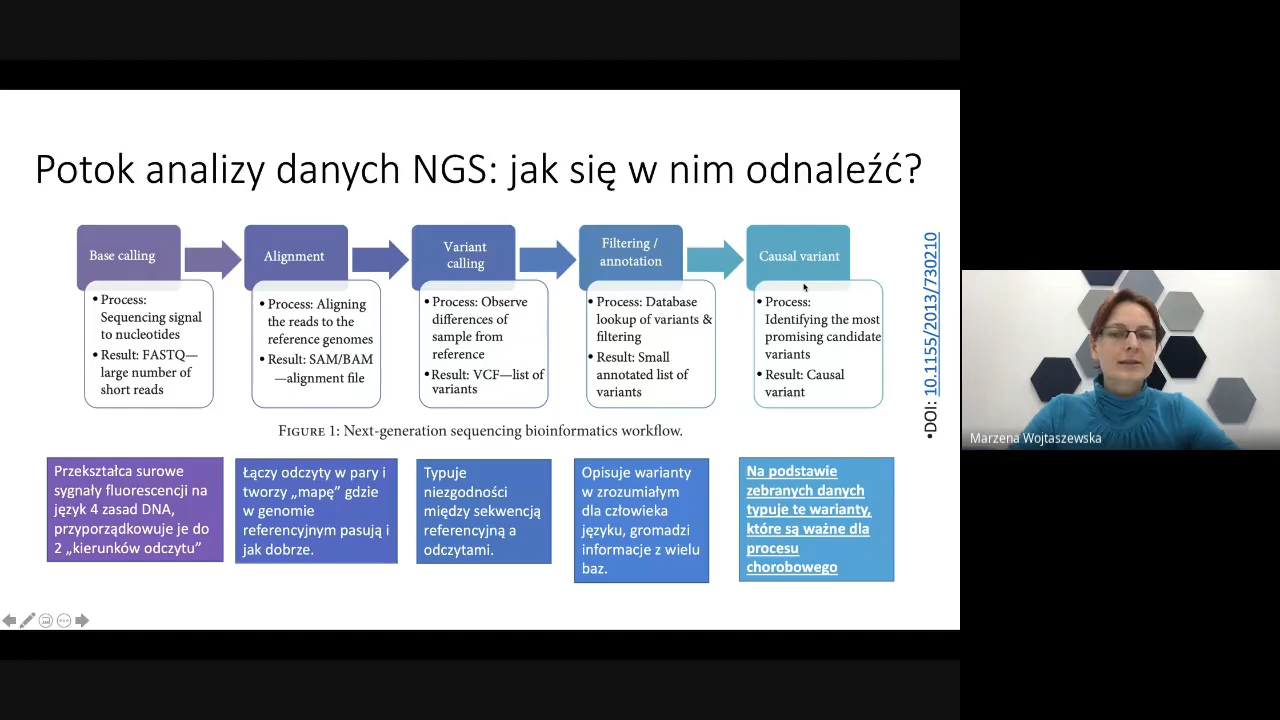 Potok analizy danych NGS: jak się w nim odnaleźć?
Base calling
• Process:
Sequencing signal
to nucleotides
• Result: FASTQ—
large number of
short reads
Alignment
• Process: Aligning
the reads to the
reference genomes
• Result: SAM/BAM
—alignment file
Variant
calling
• Process: Observe
differences of
sample from
reference
• Result: VCF—list of
variants
Filtering /
annotation
• Process: Database
lookup of variants &
filtering
• Result: Small
annotated list of
variants
Causal variant
• Process:
Identifying the most
promising candidate
variants
• Result: Causal
variant
•DOI: 10.1155/2013/730210
FIGURE 1: Next-generation sequencing bioinformatics workflow.
Przekształca surowe
sygnały fluorescencji na
język 4 zasad DNA,
przyporządkowuje je do
2 „kierunków odczytu”
Łączy odczyty w pary i
tworzy „mapę” gdzie
w genomie
referencyjnym pasują i
jak dobrze.
Typuje
niezgodności
między sekwencją
referencyjną a
odczytami.
Opisuje warianty
w zrozumiałym
dla człowieka
języku, gromadzi
informacje z wielu
baz.
Na podstawie
zebranych danych
typuje te warianty,
które są ważne dla
procesu
chorobowego
Marzena Wojtaszewska